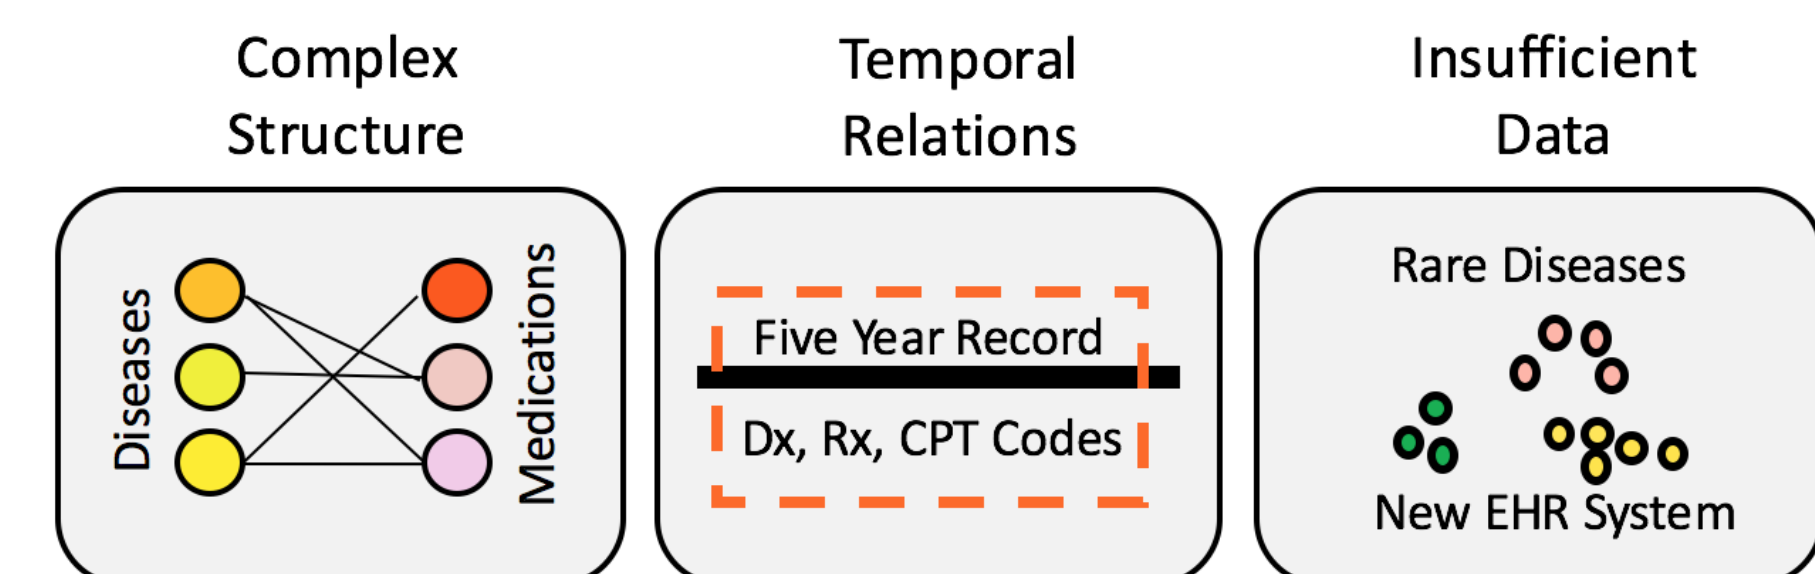 Complex
Structure
Temporal
Relations
Insufficient
Data
Diseases
Medications
Five Year Record
Dx, Rx, CPT Codes
Rare Diseases
New EHR System